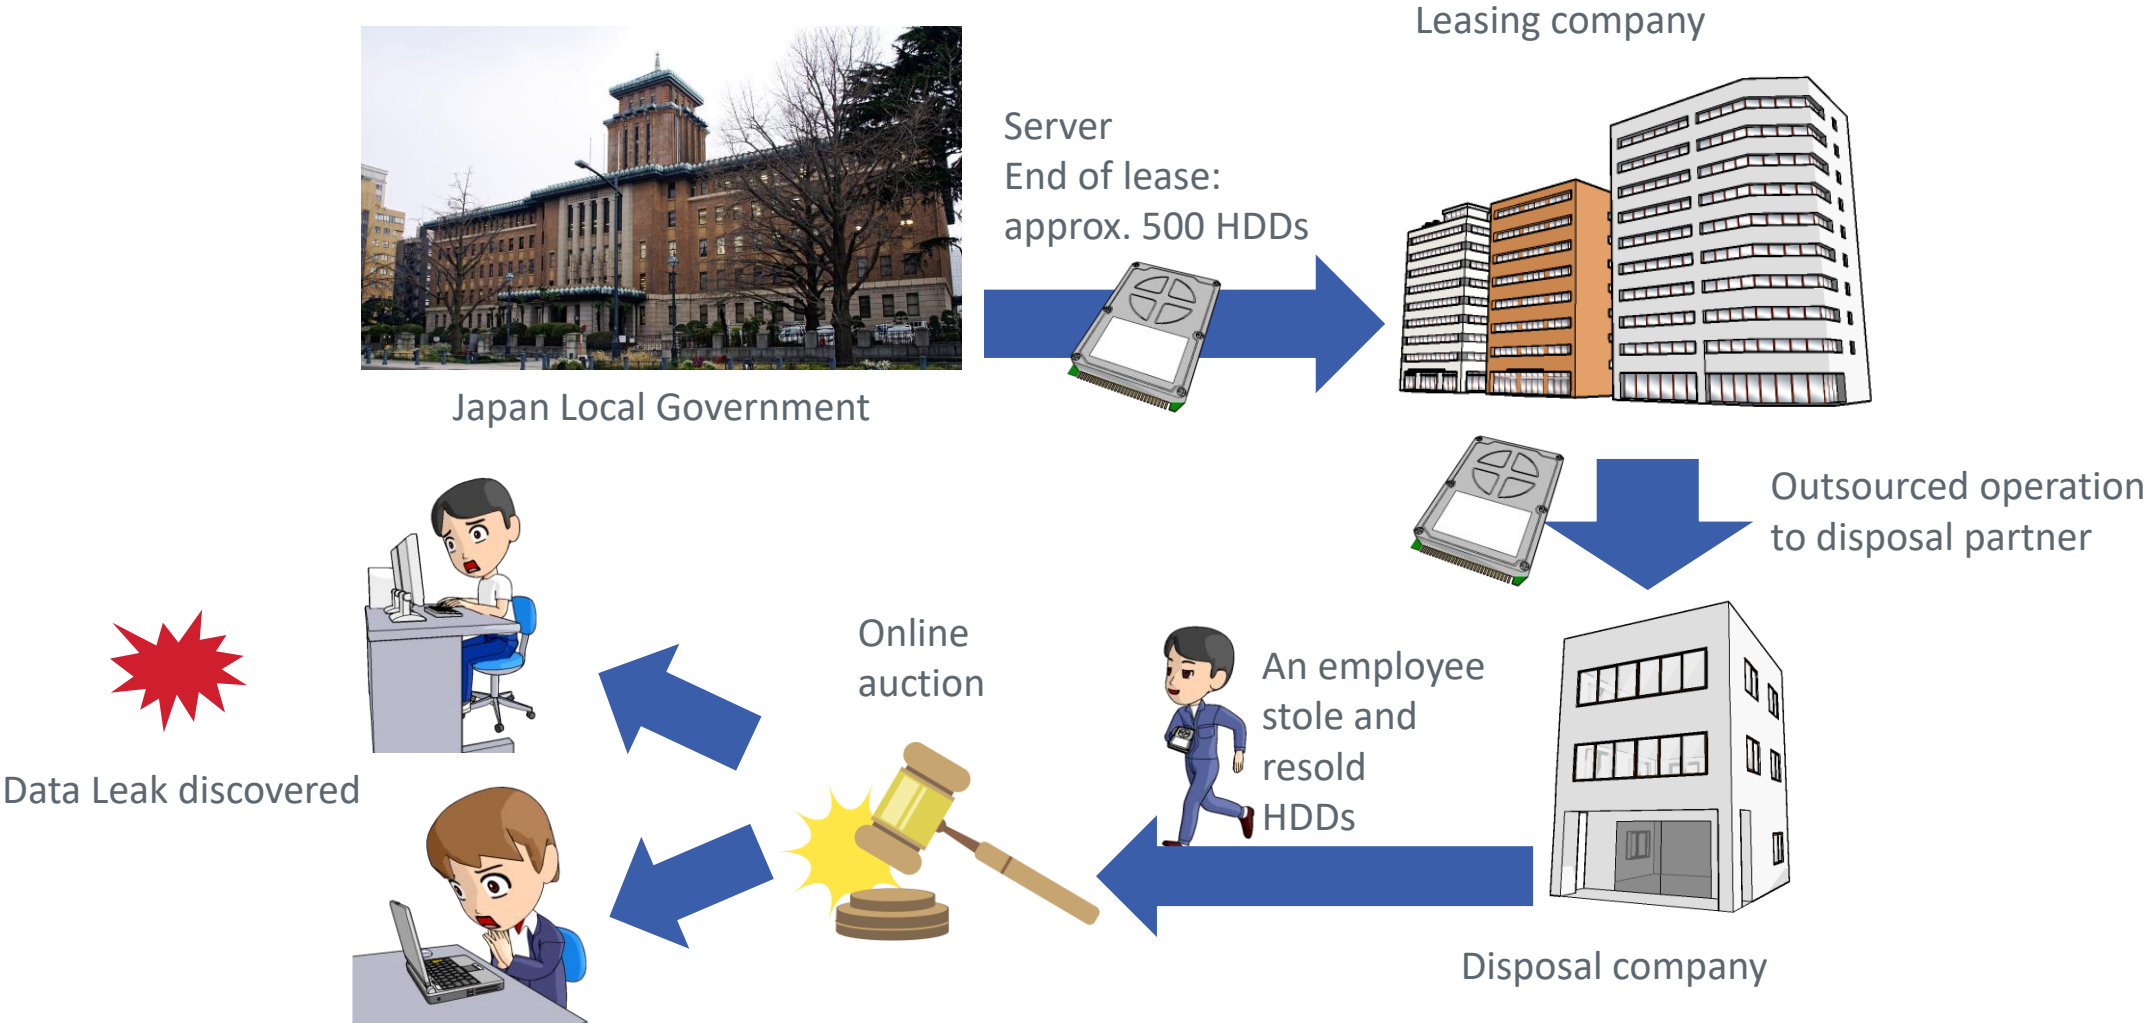 Leasing company
Server
End of lease:
approx. 500 HDDs
Japan Local Government
Outsourced operation
to disposal partner
An employee
stole and
resold
HDDs
Online
auction
Data Leak discovered
Disposal company